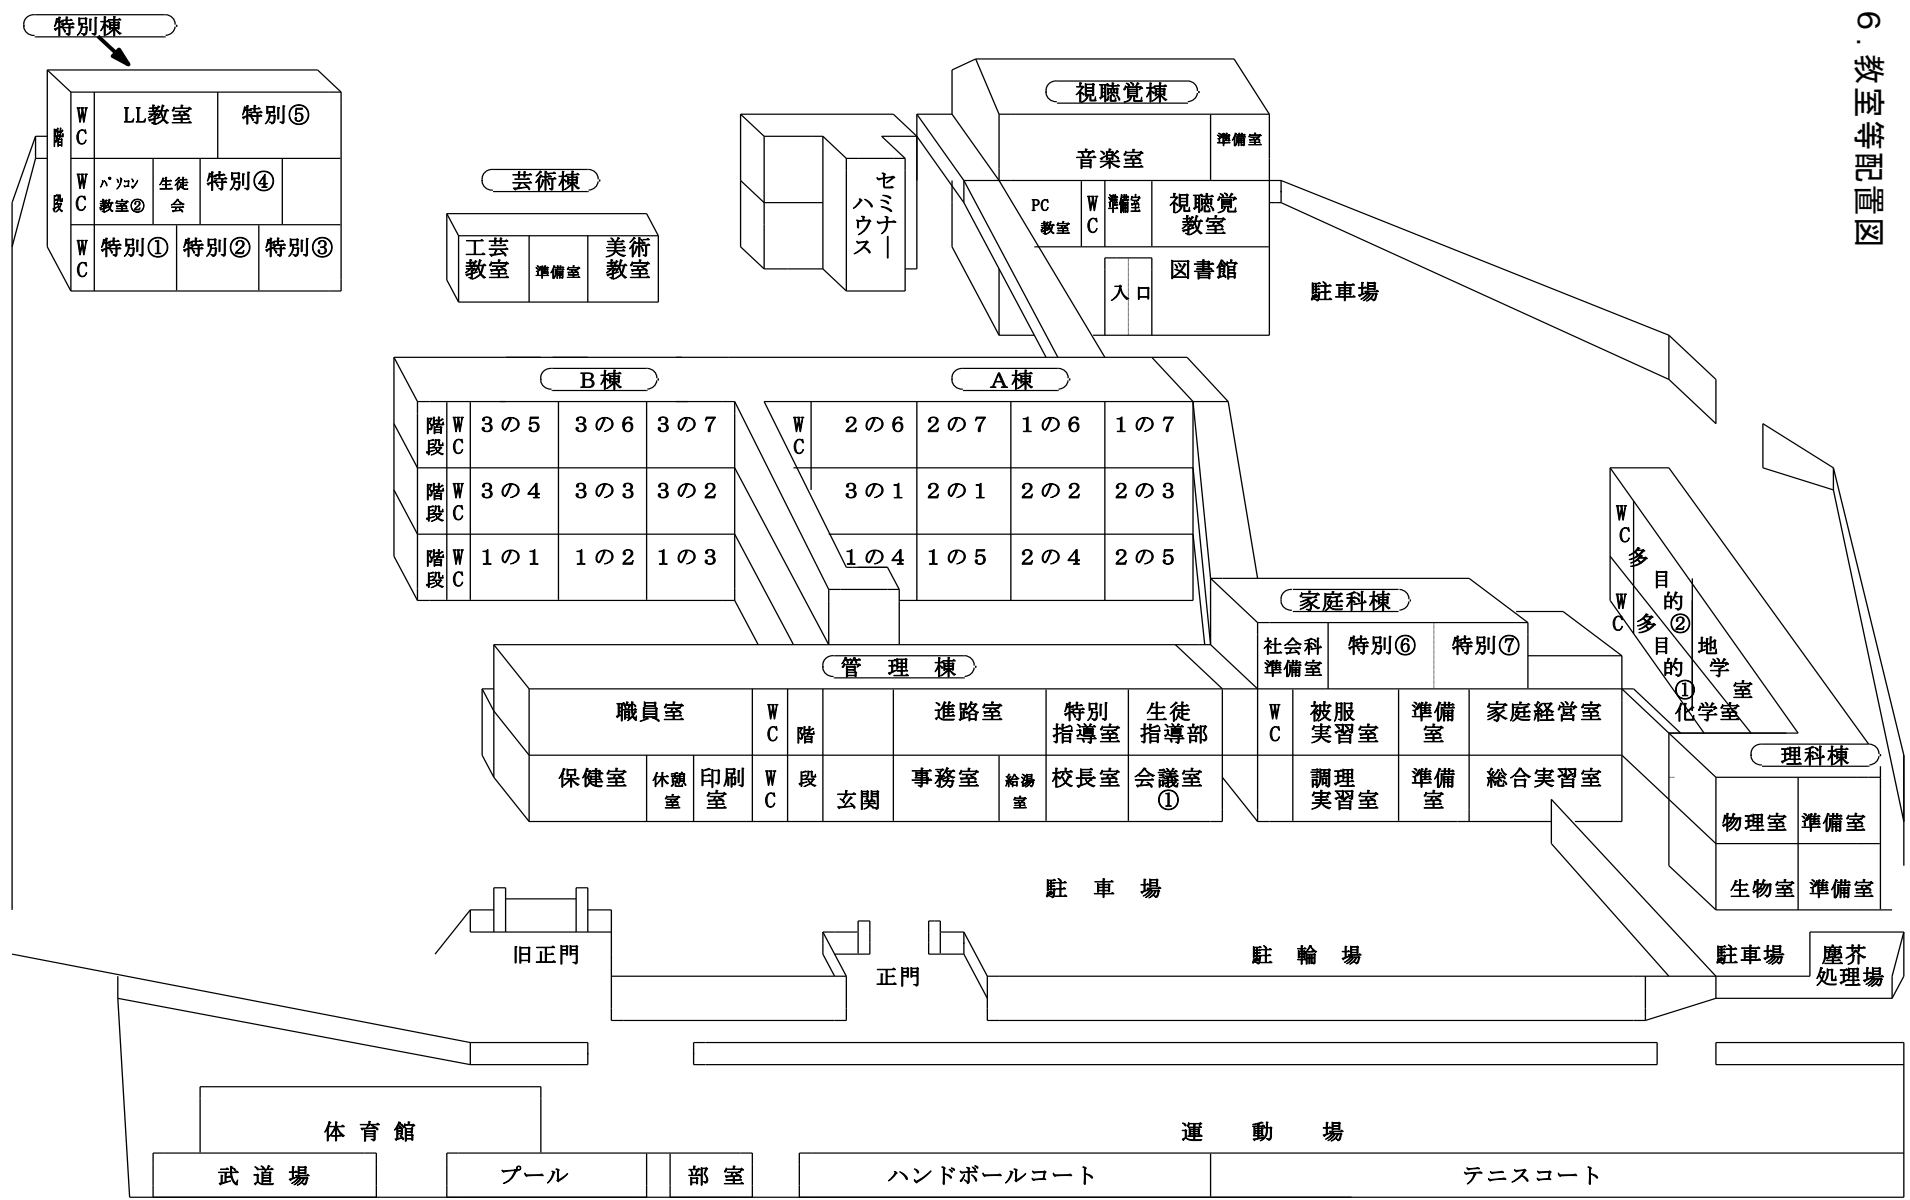 6．教室等配置図
特別棟
階
段
WC
LL教室
特別⑤
WC
パソコン
教室②
生徒
会
特別④
WC
特別①
特別②
特別③
芸術棟
工芸
教室
準備室
美術
教室
セミナー
ハウス
視聴覚棟
音楽室
準備室
PC
教室
WC
準備室
視聴覚
教室
図書館
入口
駐車場
B棟
A棟
階段
WC
3の5
3の6
3の7
WC
2の6
2の7
1の6
1の7
階段
WC
3の4
3の3
3の2
3の1
2の1
2の2
2の3
階段
WC
1の1
1の2
1の3
1の4
1の5
2の4
2の5
家庭科棟
社会科
準備室
特別⑥
特別⑦
WC
被服
実習室
準備
室
家庭経営室
調理
実習室
準備
室
総合実習室
管理棟
職員室
WC
階
段
進路室
特別
指導室
生徒
指導部
保健室
休憩
室
印刷
室
WC
玄関
事務室
給湯
室
校長室
会議室
①
WC
多目的②
地学室
WC
多目的①
化学室
理科棟
物理室
準備室
生物室
準備室
駐車場
旧正門
正門
駐輪場
駐車場
塵芥
処理場
体育館
運動場
武道場
プール
部室
ハンドボールコート
テニスコート